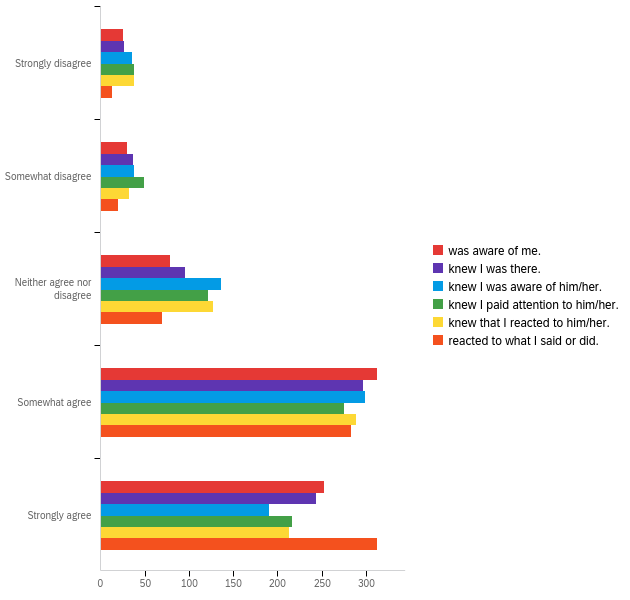 Strongly disagree
Somewhat disagree
Neither agree nor
disagree
Somewhat agree
Strongly agree
0 50 100 150 200 250 300
was aware of me.
knew I was there.
knew I was aware of him/her.
knew I paid attention to him/her.
knew that I reacted to him/her.
reacted to what I said or did.